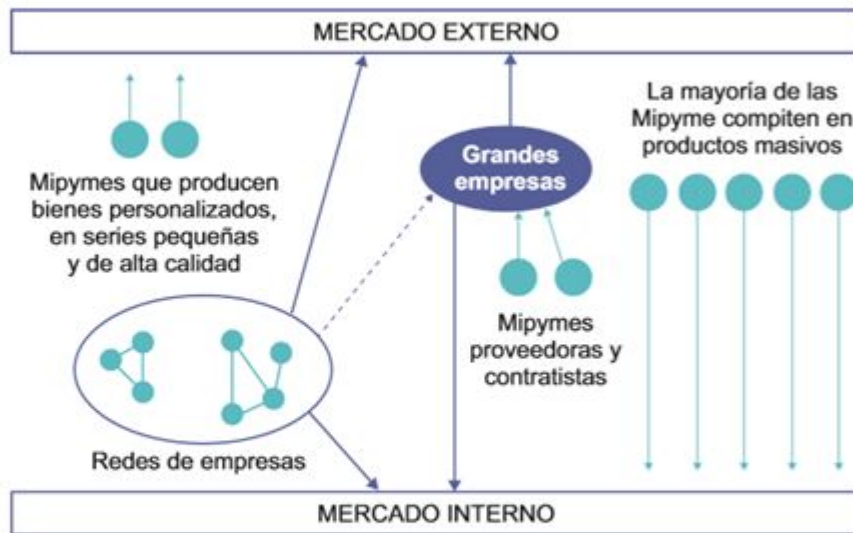 MERCADO EXTERNO
Mipymes que producen
bienes personalizados,
en series pequeñas
y de alta calidad
Grandes
empresas
La mayoría de las
Mipyme compiten en
productos masivos
Mipymes
proveedoras y
contratistas
Redes de empresas
MERCADO INTERNO